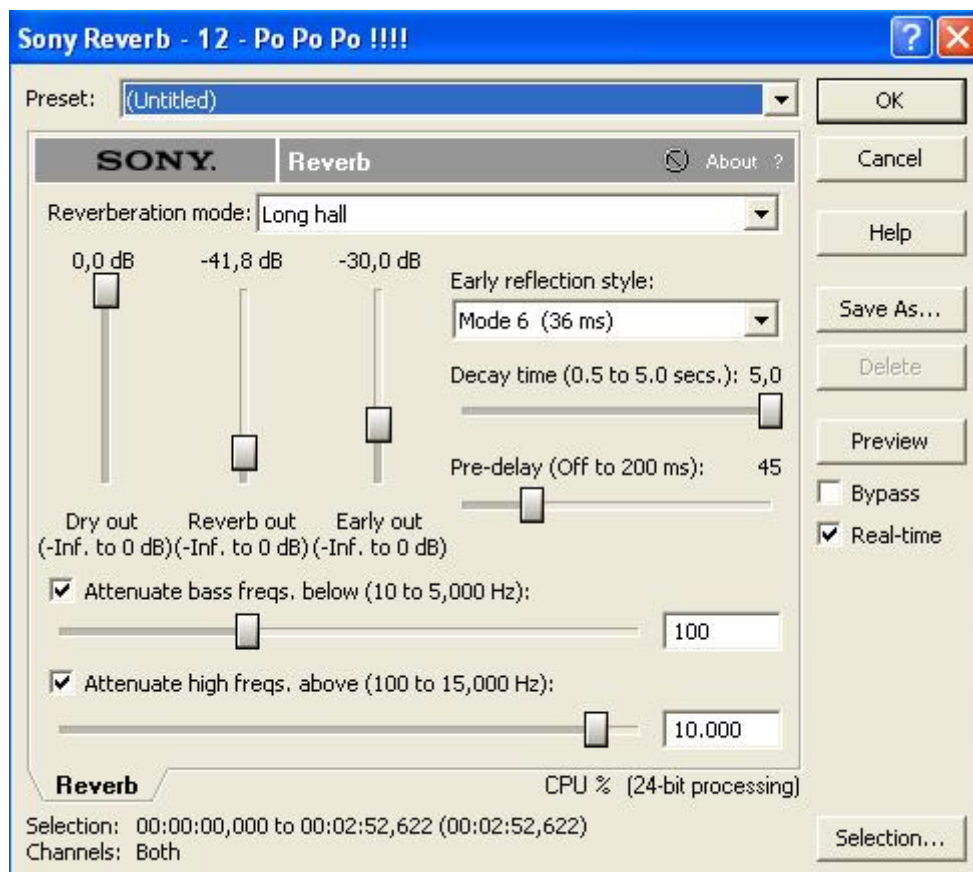 Sony Reverb - 12 - Po Po Po !!!!
Preset: (Untitled)
OK
SONY. Reverb About ?
Cancel
Reverberation mode: Long hall
Help
0,0 dB -41,8 dB -30,0 dB
Early reflection style:
Mode 6 (36 ms)
Save As...
Decay time (0.5 to 5.0 secs.): 5,0
Delete
Preview
Pre-delay (Off to 200 ms): 45
Bypass
Dry out Reverb out Early out
(-Inf. to 0 dB) (-Inf. to 0 dB) (-Inf. to 0 dB)
Real-time
Attenuate bass freqs. below (10 to 5,000 Hz):
100
Attenuate high freqs. above (100 to 15,000 Hz):
10.000
Reverb CPU % (24-bit processing)
Selection: 00:00:00,000 to 00:02:52,622 (00:02:52,622)
Channels: Both
Selection...